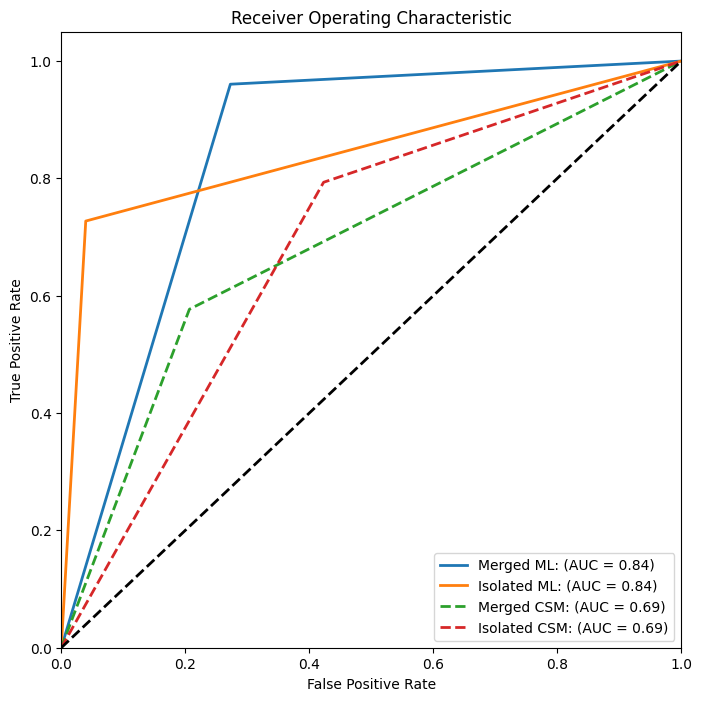 Receiver Operating Characteristic
1.0
0.8
0.6
0.4
0.2
0.0
True Positive Rate
0.0 0.2 0.4 0.6 0.8 1.0
False Positive Rate
Merged ML: (AUC = 0.84)
Isolated ML: (AUC = 0.84)
Merged CSM: (AUC = 0.69)
Isolated CSM: (AUC = 0.69)